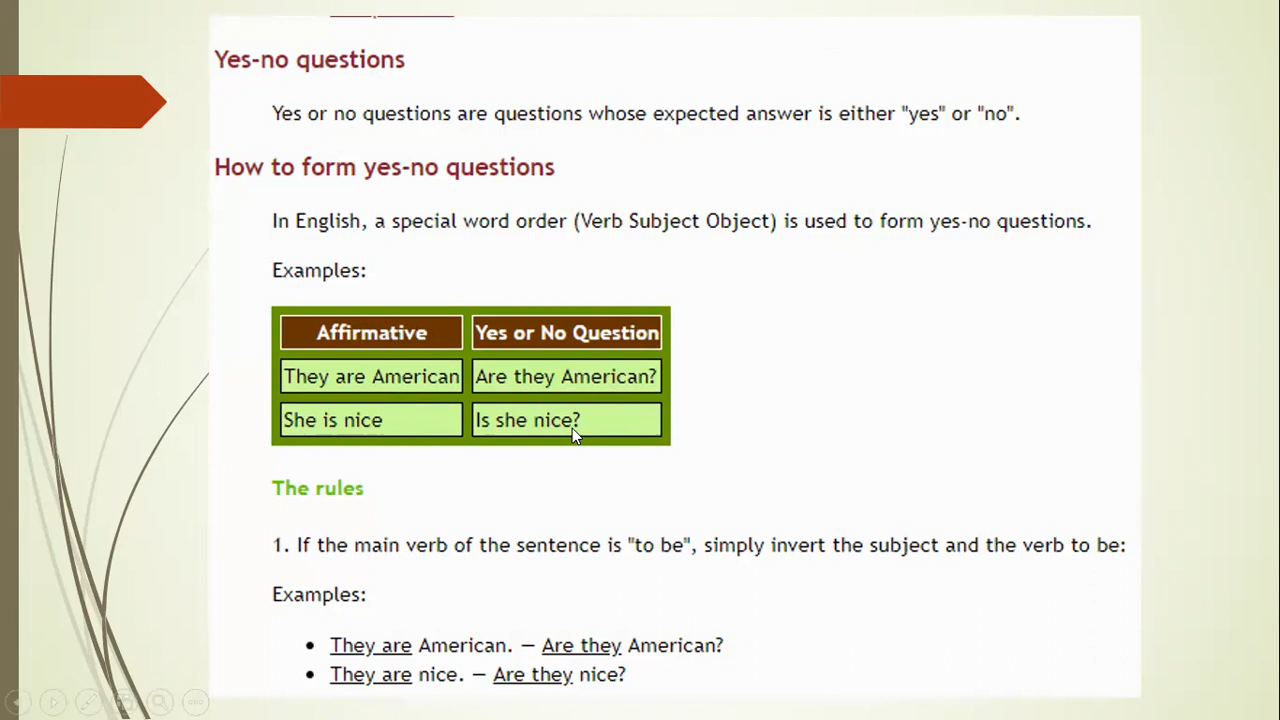 Yes-no questions
Yes or no questions are questions whose expected answer is either "yes" or "no".
How to form yes-no questions
In English, a special word order (Verb Subject Object) is used to form yes-no questions.
Examples:
Affirmative Yes or No Question
They are American Are they American?
She is nice Is she nice?
The rules
1. If the main verb of the sentence is "to be", simply invert the subject and the verb to be:
Examples:
• They are American. – Are they American?
• They are nice. – Are they nice?